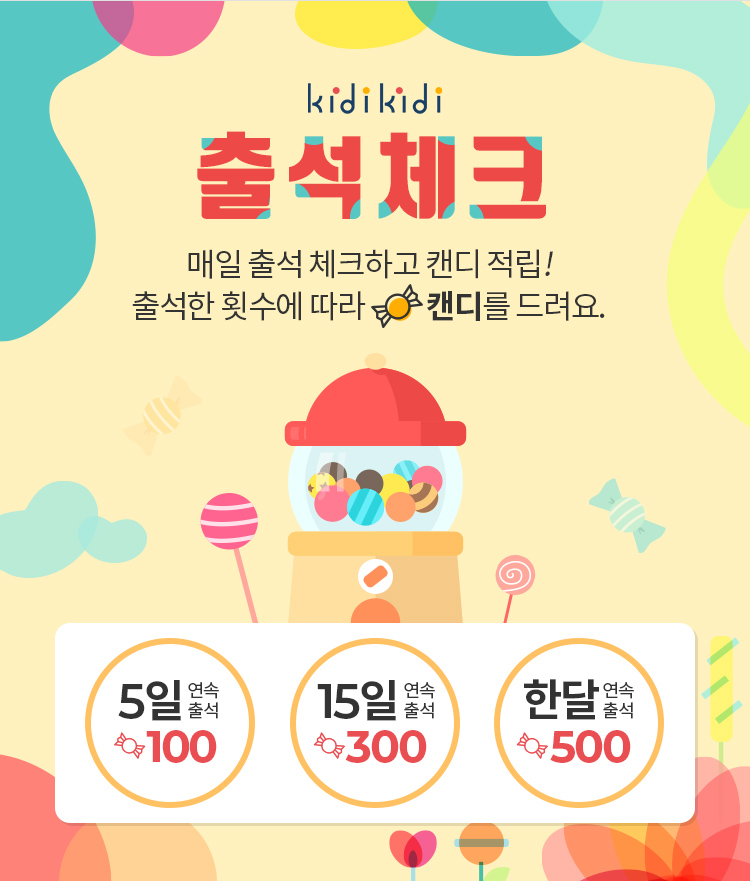 kidikidi
출석체크
매일 출석 체크하고 캔디 적립!
출석한 횟수에 따라 캔디를 드려요.
5일 연속 출석
100
15일 연속 출석
300
한달 연속 출석
500